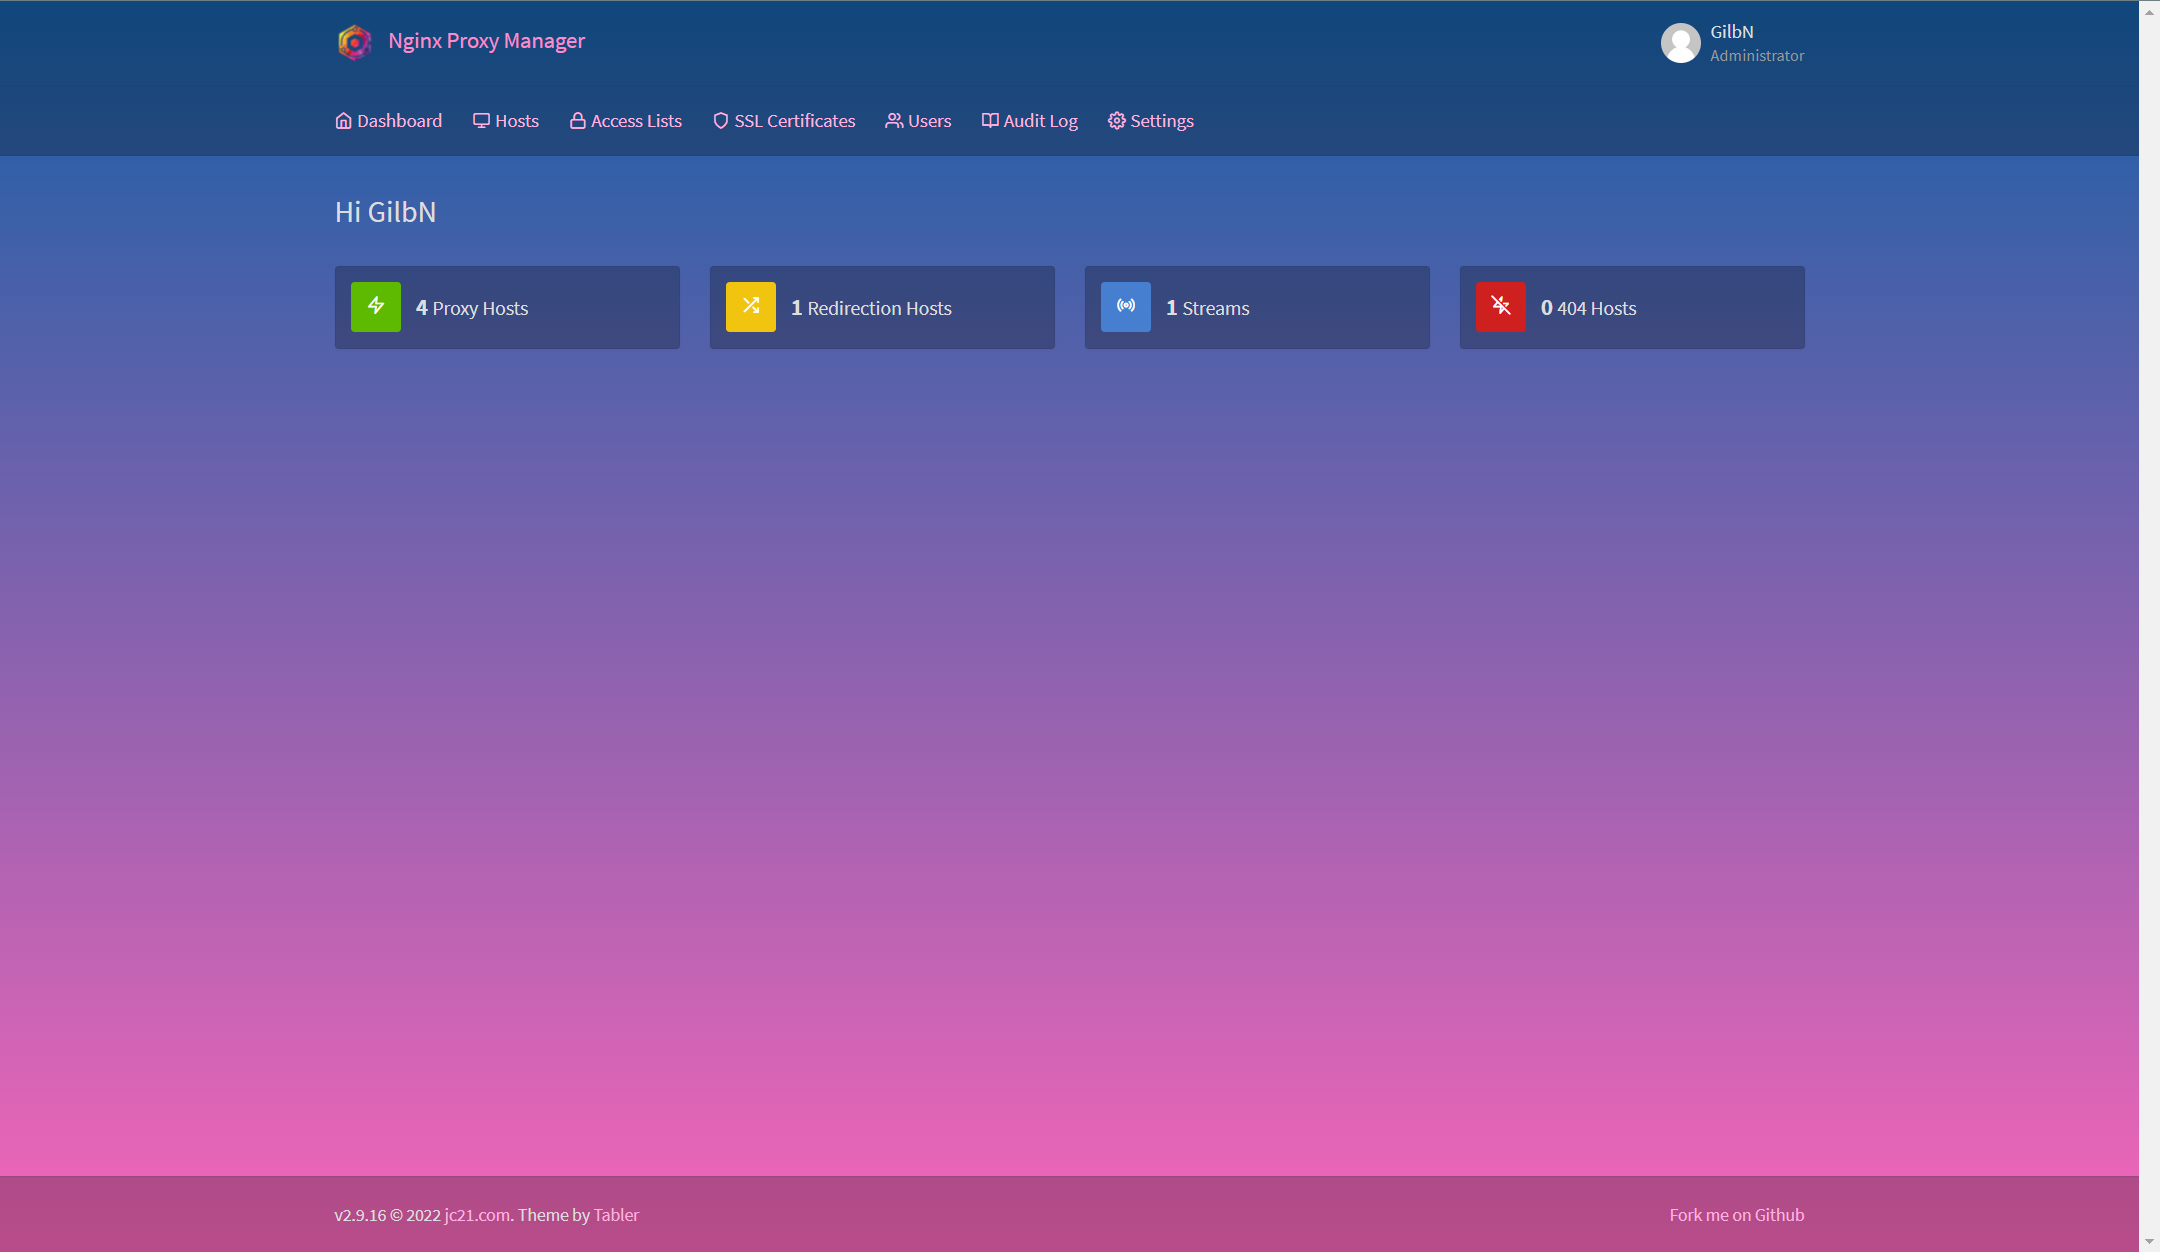 Nginx Proxy Manager
GilbN
Administrator
Dashboard Hosts Access Lists SSL Certificates Users Audit Log Settings
Hi GilbN
4 Proxy Hosts
1 Redirection Hosts
1 Streams
0 404 Hosts
v2.9.16 © 2022 jc21.com. Theme by Tabler
Fork me on Github